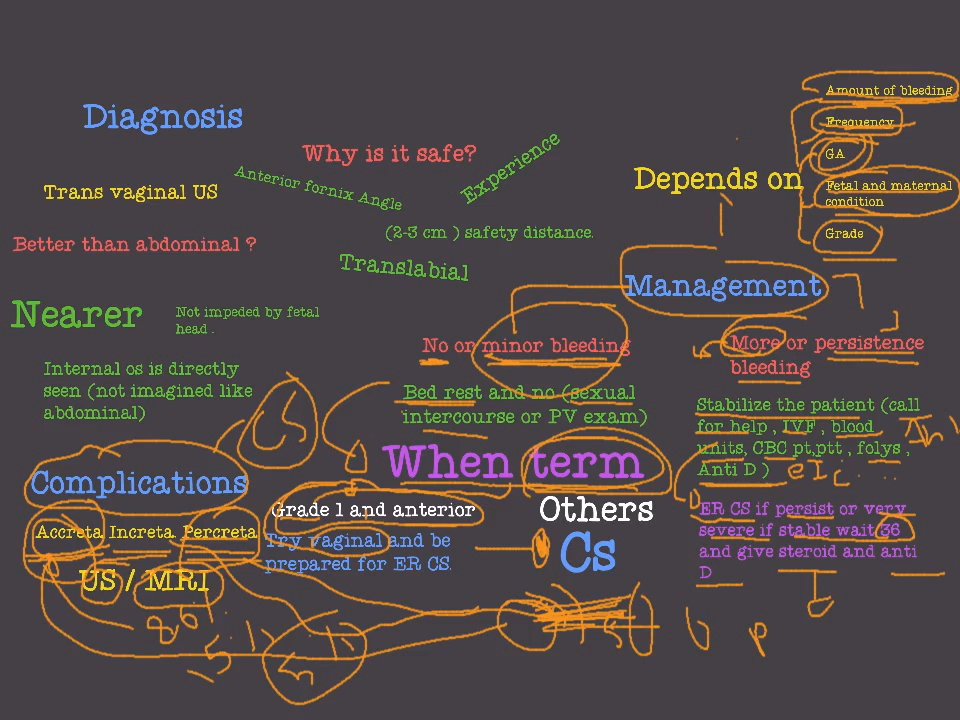 Diagnosis
Trans vaginal US
Better than abdominal ?
Nearer
Not impeded by fetal
head .
Internal os is directly
seen (not imagined like
abdominal)
Why is it safe?
Anterior fornix Angle
Experience
(2-3 cm ) safety distance.
Translabial
Depends on
Amount of bleeding
Frequency
GA
Fetal and maternal
condition
Grade
Management
No or minor bleeding
Bed rest and no (sexual
intercourse or PV exam)
When term
Grade 1 and anterior
Try vaginal and be
prepared for ER CS.
Others
Cs
More or persistence
bleeding
Stabilize the patient (call
for help , IVF , blood
units, CBC pt,ptt , folys ,
Anti D )
ER CS if persist or very
severe if stable wait 36
and give steroid and anti
D
Complications
Accreta Increta. Percreta
US / MRI